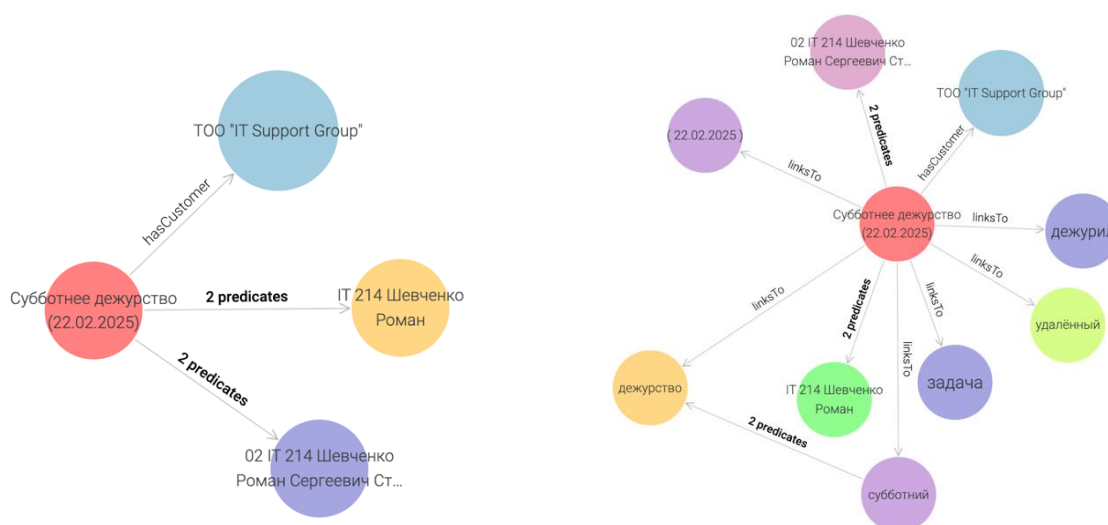 ТОО "IT Support Group"
hasCustomer
Субботнее дежурство
(22.02.2025)
2 predicates
IT 214 Шевченко
Роман
2 predicates
02 IT 214 Шевченко
Роман Сергеевич Ст...
02 IT 214 Шевченко
Роман Сергеевич Ст...
ТОО "IT Support Group"
( 22.02.2025 )
2 predicates
hasCustomer
linksTo
Субботнее дежурство
(22.02.2025)
linksTo
дежурил
linksTo
удалённый
linksTo
2 predicates
linksTo
linksTo
дежурство
IT 214 Шевченко
Роман
задача
2 predicates
субботний